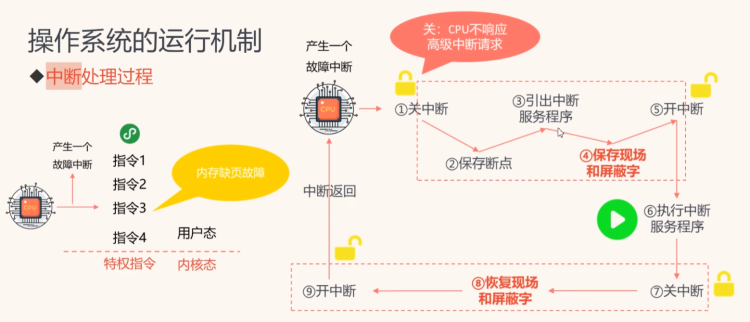 操作系统的运行机制
◆中断处理过程
产生一个
故障中断
指令1
指令2
指令3
指令4
内存缺页故障
用户态
特权指令
内核态
产生一个
故障中断
CPU
关：CPU不响应
高级中断请求
①关中断
②保存断点
③引出中断
服务程序
④保存现场
和屏蔽字
⑤开中断
⑥执行中断
服务程序
⑦关中断
⑧恢复现场
和屏蔽字
⑨开中断
中断返回